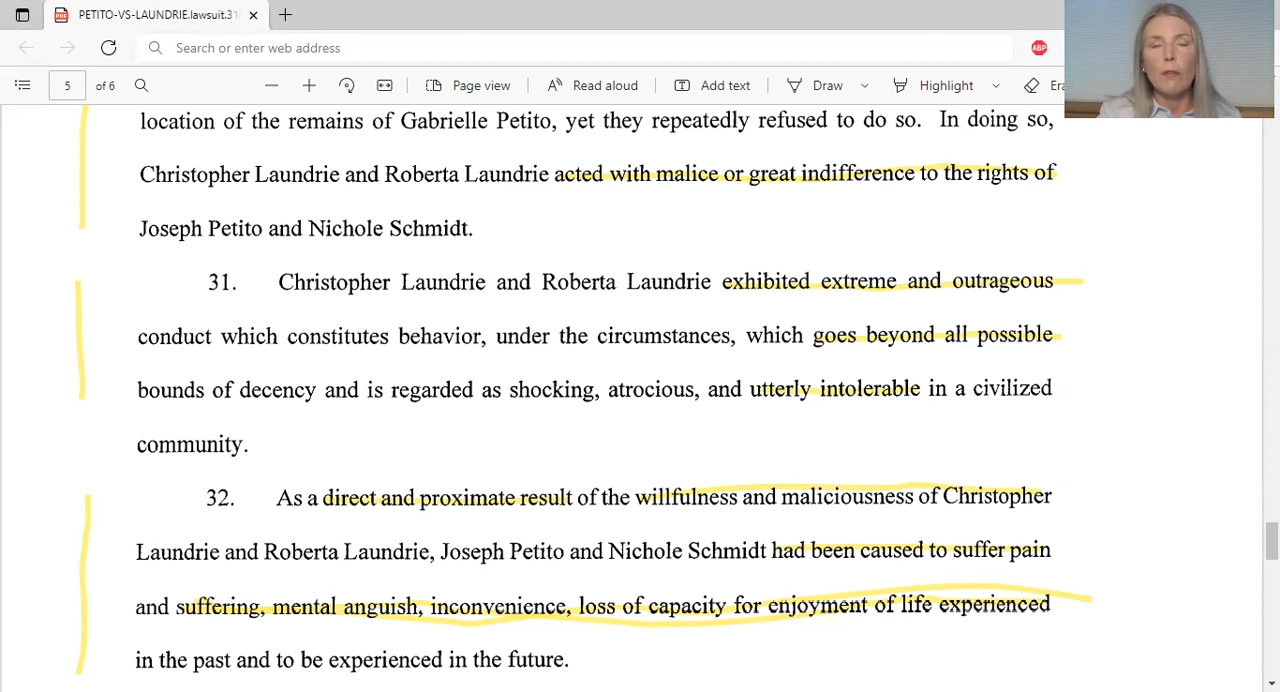 PETITO-VS-LAUNDRIE.lawsuit.31
Search or enter web address
ABP
5 of 6
Page view
Read aloud
Add text
Draw
Highlight
Era
location of the remains of Gabrielle Petito, yet they repeatedly refused to do so. In doing so,
Christopher Laundrie and Roberta Laundrie acted with malice or great indifference to the rights of
Joseph Petito and Nichole Schmidt.
31. Christopher Laundrie and Roberta Laundrie exhibited extreme and outrageous
conduct which constitutes behavior, under the circumstances, which goes beyond all possible
bounds of decency and is regarded as shocking, atrocious, and utterly intolerable in a civilized
community.
32. As a direct and proximate result of the willfulness and maliciousness of Christopher
Laundrie and Roberta Laundrie, Joseph Petito and Nichole Schmidt had been caused to suffer pain
and suffering, mental anguish, inconvenience, loss of capacity for enjoyment of life experienced
in the past and to be experienced in the future.